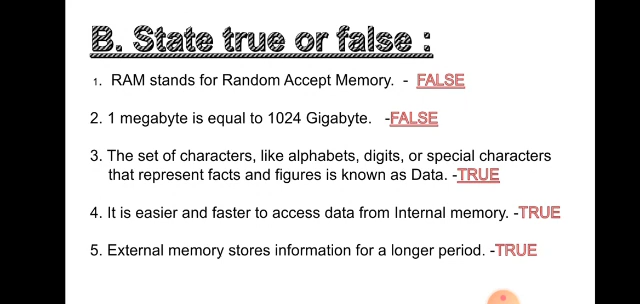 B. State true or false :
1. RAM stands for Random Accept Memory. - FALSE
2. 1 megabyte is equal to 1024 Gigabyte. -FALSE
3. The set of characters, like alphabets, digits, or special characters
that represent facts and figures is known as Data. -TRUE
4. It is easier and faster to access data from Internal memory. -TRUE
5. External memory stores information for a longer period. -TRUE